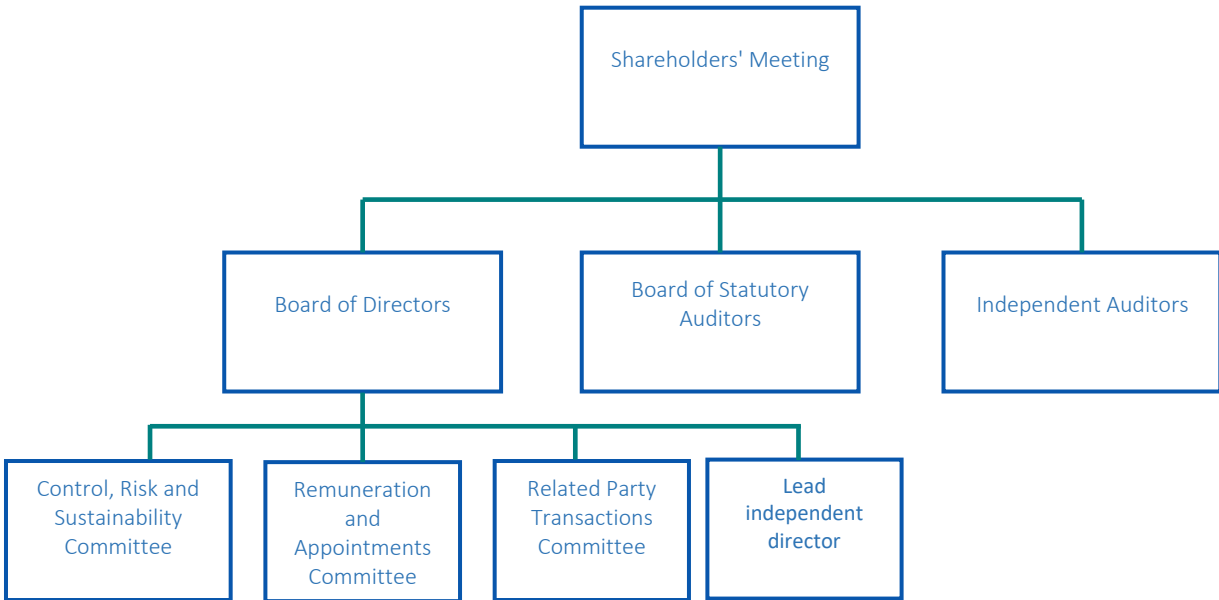 Shareholders' Meeting
Board of Directors
Board of Statutory
Auditors
Independent Auditors
Control, Risk and
Sustainability
Committee
Remuneration
and
Appointments
Committee
Related Party
Transactions
Committee
Lead
independent
director